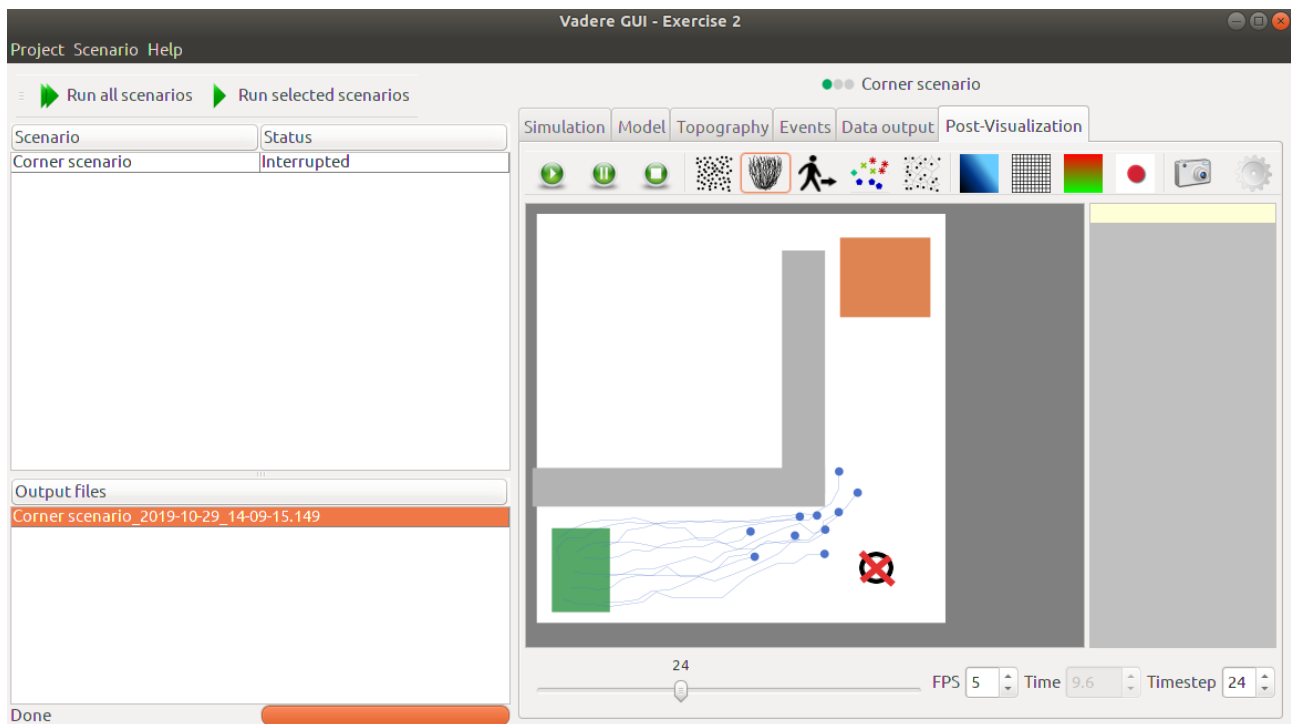 Vadere GUI - Exercise 2
Project Scenario Help
Run all scenarios Run selected scenarios
Corner scenario
Scenario Status
Corner scenario Interrupted
Simulation Model Topography Events Data output Post-Visualization
Output files
Corner scenario_2019-10-29_14-09-15.149
24
FPS 5 Time 9.6 Timestep 24
Done